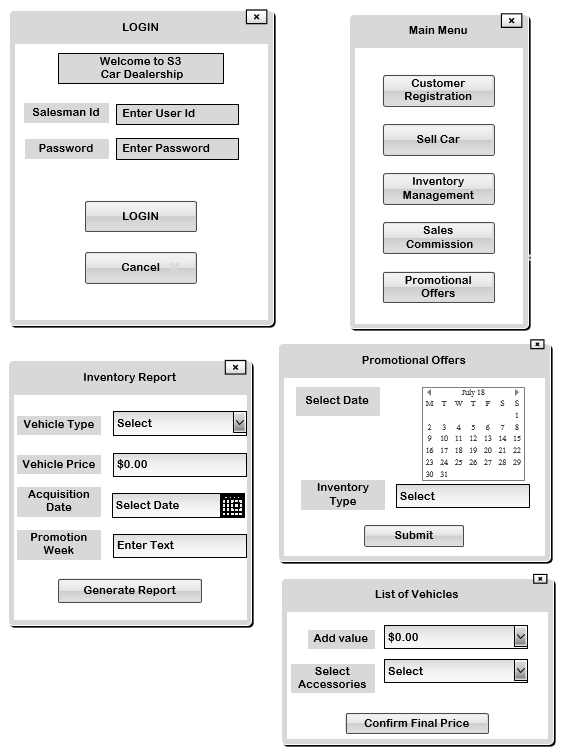 LOGIN
Welcome to S3
Car Dealership
Salesman Id
Enter User Id
Password
Enter Password
LOGIN
Cancel
Main Menu
Customer
Registration
Sell Car
Inventory
Management
Sales
Commission
Promotional
Offers
Inventory Report
Vehicle Type
Select
Vehicle Price
$0.00
Acquisition
Date
Select Date
Promotion
Week
Enter Text
Generate Report
Promotional Offers
Select Date
July 18
M T W T F S S
1
2 3 4 5 6 7 8
9 10 11 12 13 14 15
16 17 18 19 20 21 22
23 24 25 26 27 28 29
30 31
Inventory
Type
Select
Submit
List of Vehicles
Add value
$0.00
Select
Accessories
Select
Confirm Final Price